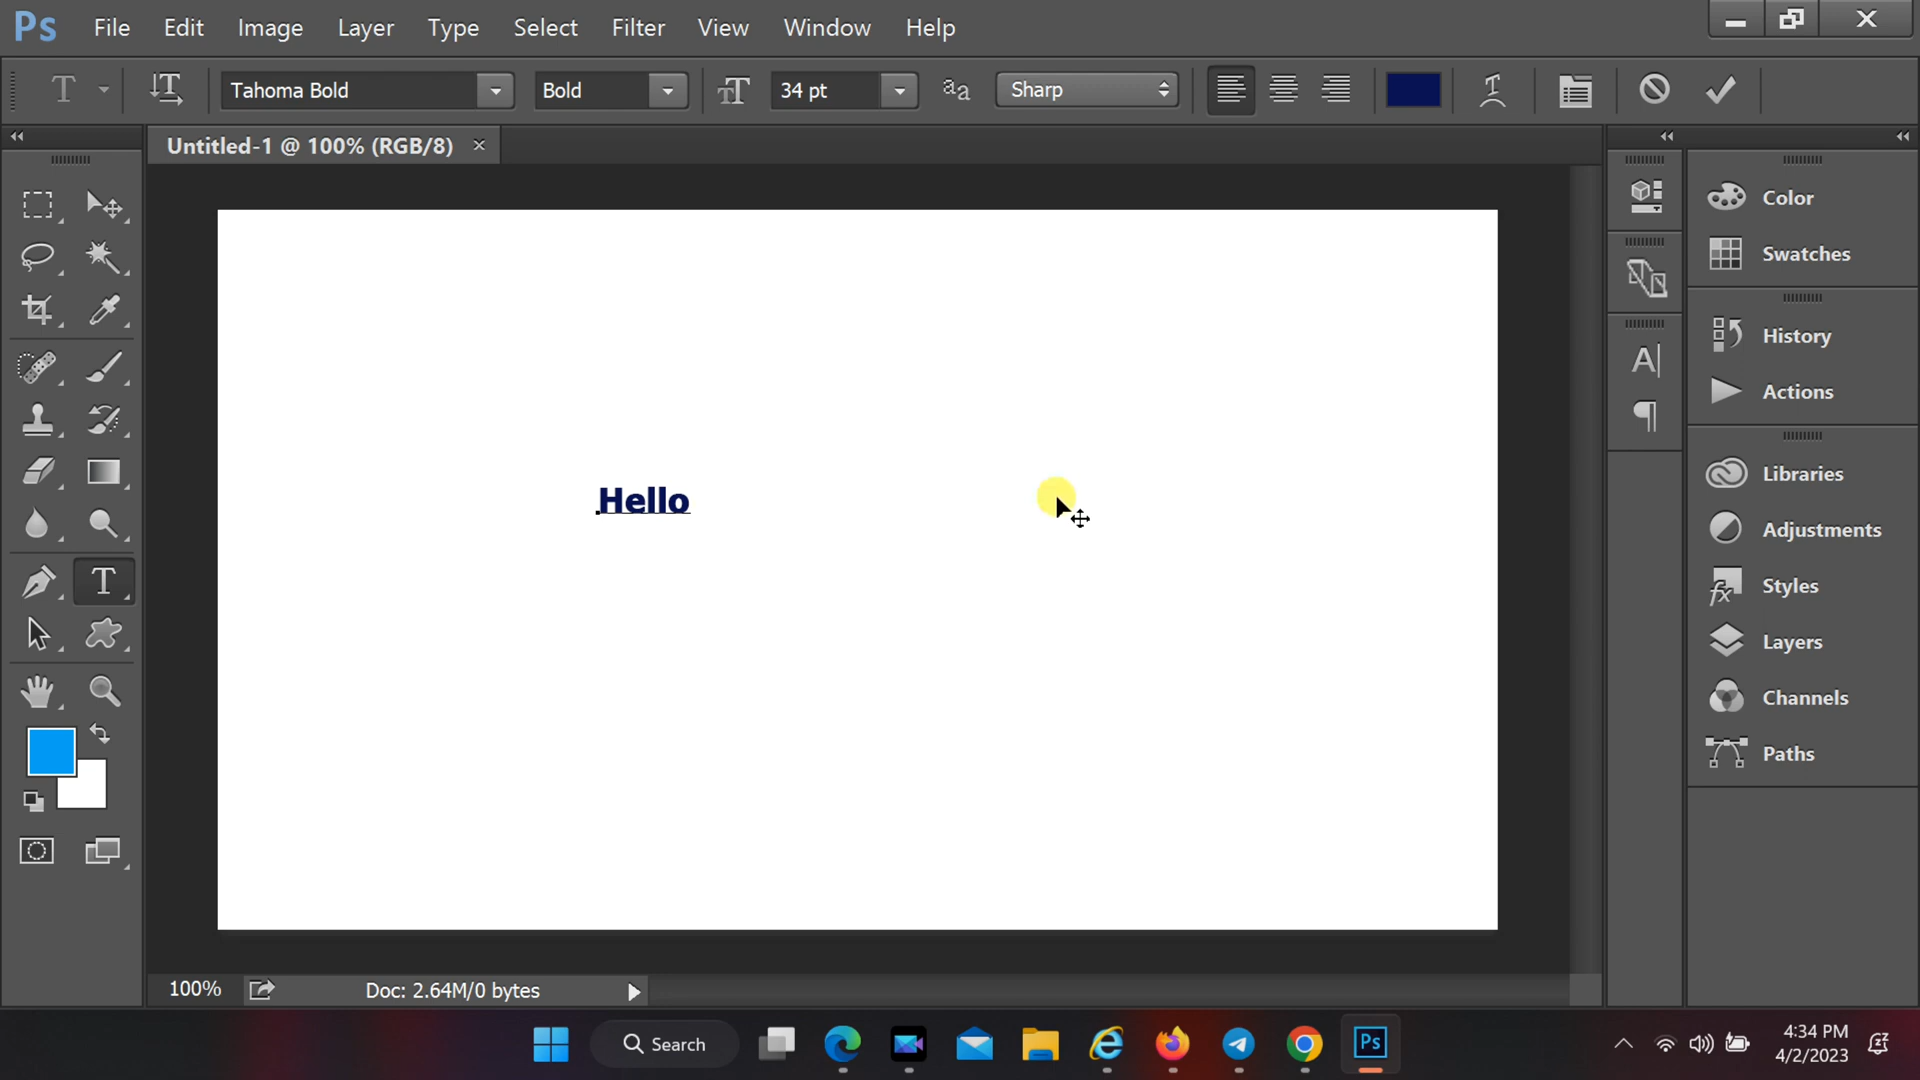 Ps File Edit Image Layer Type Select Filter View Window Help
T Tahoma Bold Bold 34 pt aa Sharp
Untitled-1 @ 100% (RGB/8)
Color
Swatches
History
A
Actions
Libraries
Hello
Adjustments
T
Styles
Layers
Channels
Paths
100% Doc: 2.64M/0 bytes
Search Ps 4:34 PM
4/2/2023